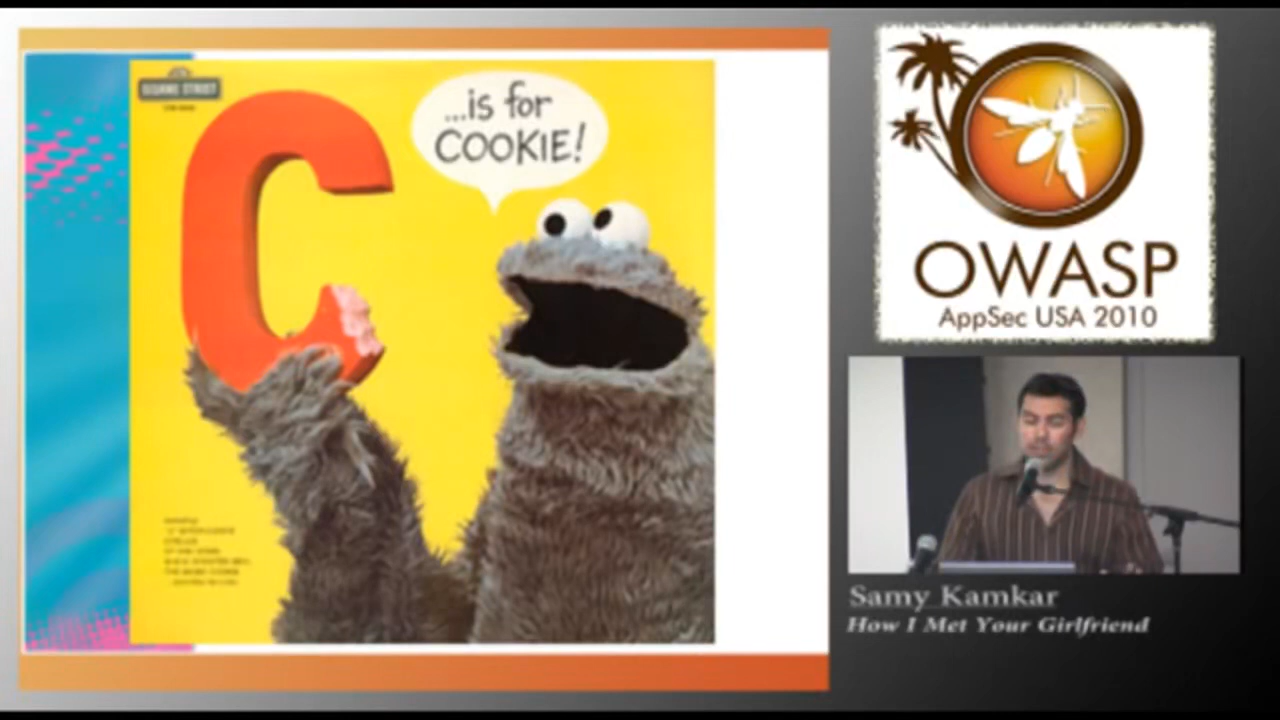 SESAME STREET
...is for
COOKIE!
OWASP
AppSec USA 2010
Samy Kamkar
How I Met Your Girlfriend